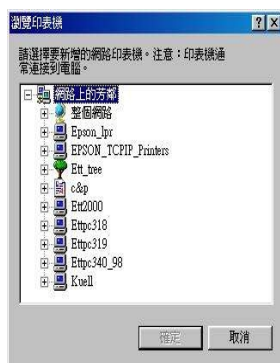 瀏覽印表機
請選擇要新增的網路印表機。注意：印表機通
常連接到電腦。
網路上的芳鄰
整個網路
Epson_lpr
EPSON_TCPIP_Printers
Ett_tree
c&p
Ett2000
Ettpc318
Ettpc319
Ettpc340_98
Kuell
確定
取消